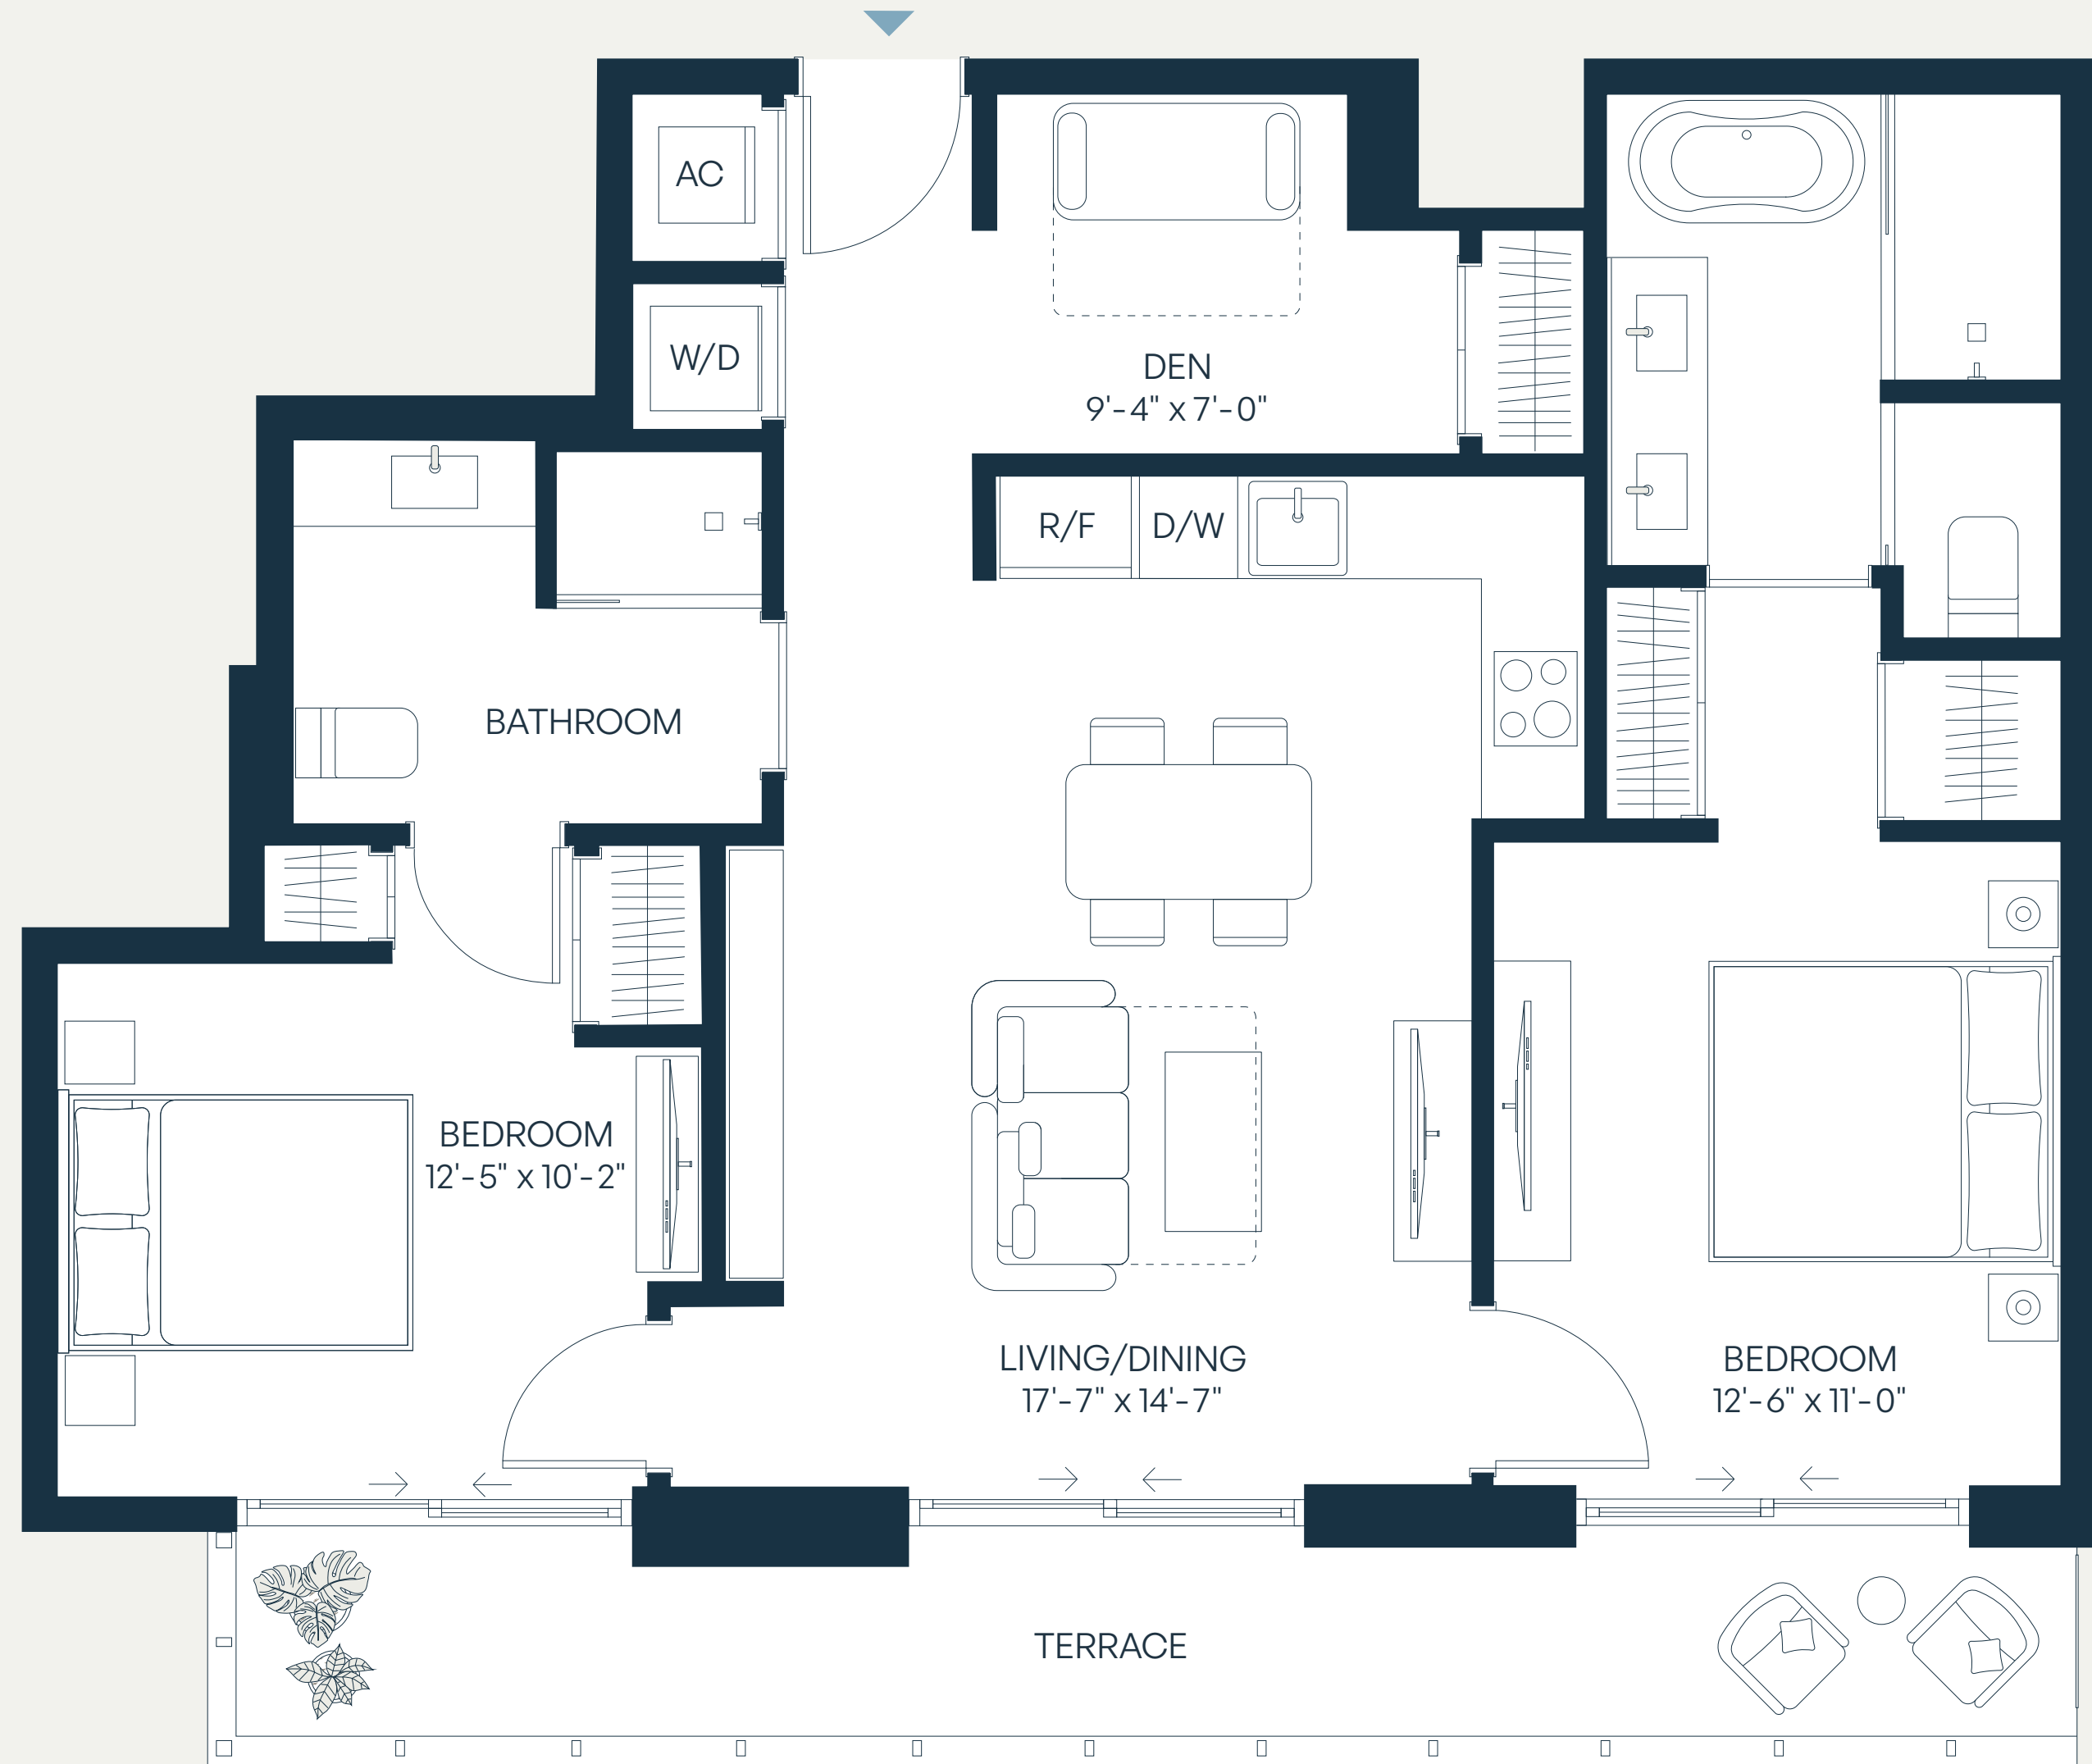 AC
W/D
DEN
9'-4" x 7'-0"
R/F
D/W
BATHROOM
BEDROOM
12'-5" x 10'-2"
LIVING/DINING
17'-7" x 14'-7"
BEDROOM
12'-6" x 11'-0"
TERRACE